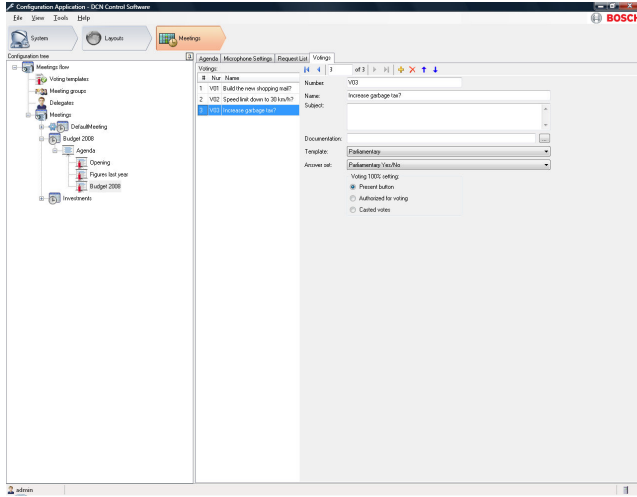 Configuration Application - DCN Control Software
File View Tools Help
BOSCH
System Layouts Meetings
Configuration tree
Meetings flow
Voting templates
Meeting groups
Delegates
Meetings
DefaultMeeting
Budget 2008
Agenda
Opening
Figures last year
Budget 2008
Investments
Agenda Microphone Settings Request List Votings
Votings:
# Nur Name
1 V01 Build the new shopping mail?
2 V02 Speed limit down to 30 km/h?
3 V03 Increase garbage tax?
3 of 3
Number: V03
Name: Increase garbage tax?
Subject:
Documentation: ...
Template: Parliamentary
Answer set: Parliamentary Yes/No
Voting 100% setting:
Present button
Authorized for voting
Casted votes
admin